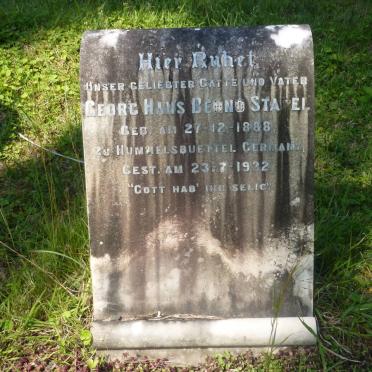 Hier Ruhet
Unser geliebter Gatte und Vater
Georg Hans Benno
Geb. am 27-12-1888
zu Hummelsbuettel Germany
Gest. am 23-7-1932
"Gott hab' ihn selig"